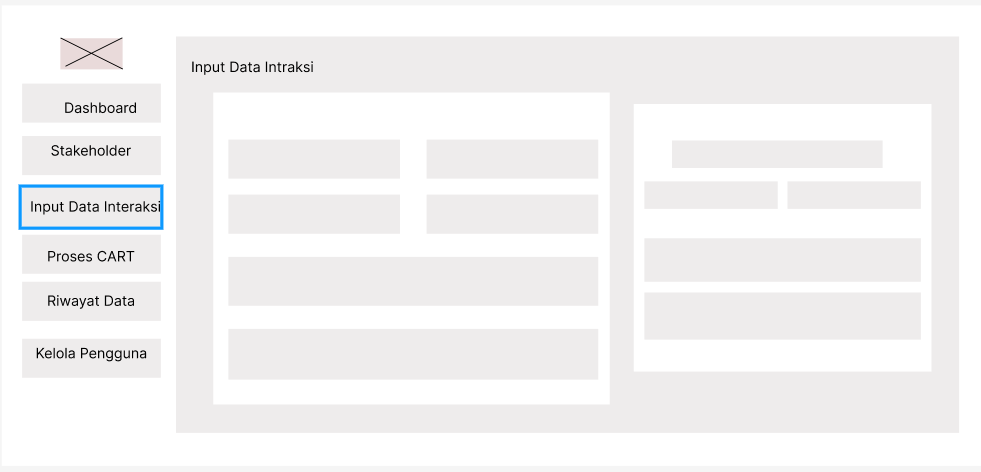 Input Data Intraksi
Dashboard
Stakeholder
Input Data Interaksi
Proses CART
Riwayat Data
Kelola Pengguna